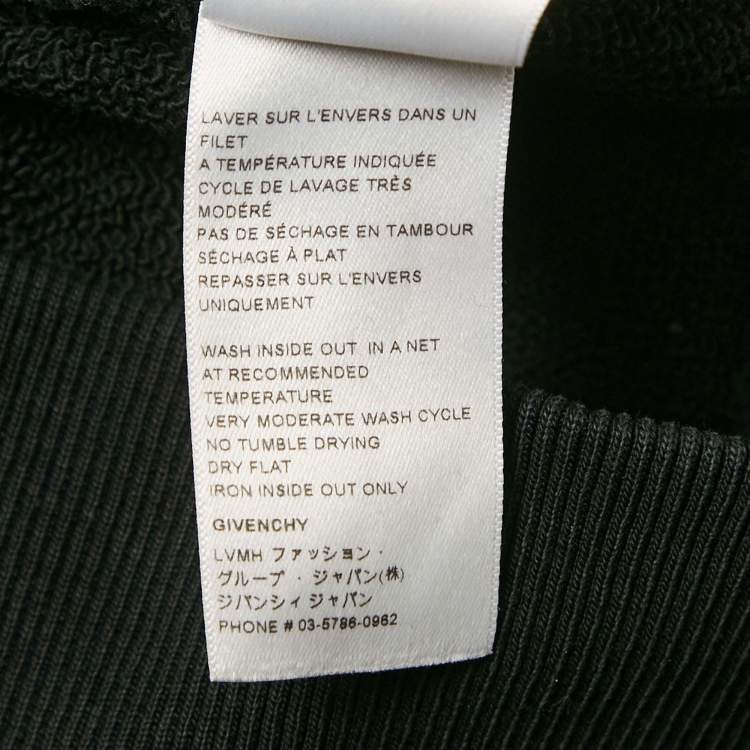 LAVER SUR L'ENVERS DANS UN
FILET
A TEMPÉRATURE INDIQUÉE
CYCLE DE LAVAGE TRÈS
MODÉRÉ
PAS DE SÉCHAGE EN TAMBOUR
SÉCHAGE À PLAT
REPASSER SUR L'ENVERS
UNIQUEMENT
WASH INSIDE OUT IN A NET
AT RECOMMENDED
TEMPERATURE
VERY MODERATE WASH CYCLE
NO TUMBLE DRYING
DRY FLAT
IRON INSIDE OUT ONLY
GIVENCHY
LVMH ファッション・
グループ・ジャパン(株)
ジバンシィ ジャパン
PHONE # 03-5786-0962